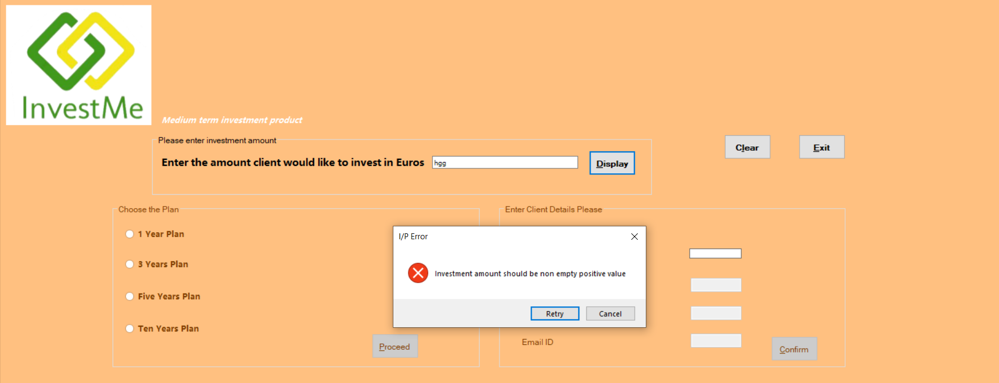 InvestMe
Medium term investment product
Please enter investment amount
Enter the amount client would like to invest in Euros
hgg
Display
Clear
Exit
Choose the Plan
1 Year Plan
3 Years Plan
Five Years Plan
Ten Years Plan
Proceed
Enter Client Details Please
I/P Error
Investment amount should be non empty positive value
Retry
Cancel
Email ID
Confirm